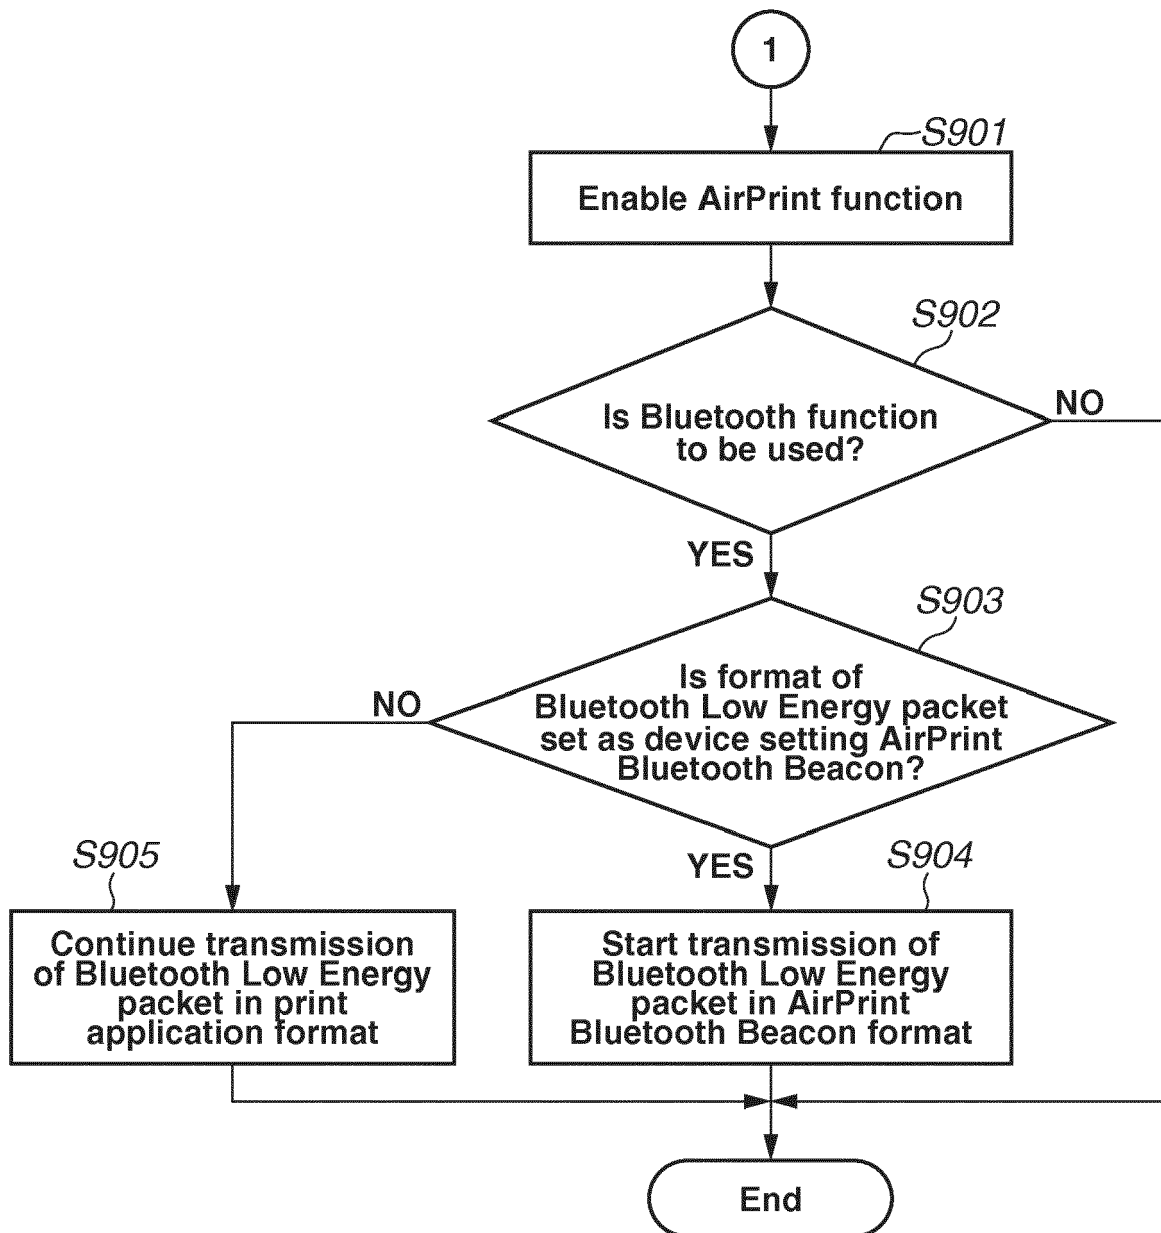 1
S901
Enable AirPrint function
S902
Is Bluetooth function
to be used?
NO
YES
S903
Is format of
Bluetooth Low Energy packet
set as device setting AirPrint
Bluetooth Beacon?
NO
YES
S905
Continue transmission
of Bluetooth Low Energy
packet in print
application format
S904
Start transmission of
Bluetooth Low Energy
packet in AirPrint
Bluetooth Beacon format
End